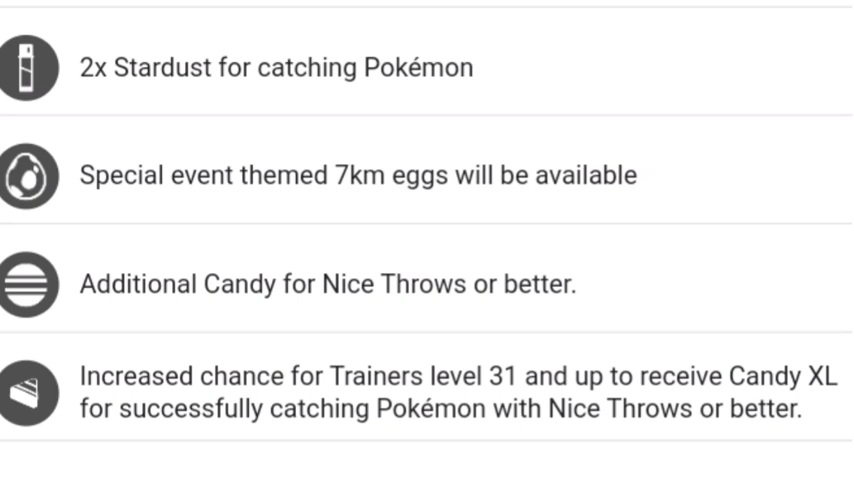 2x Stardust for catching Pokémon
Special event themed 7km eggs will be available
Additional Candy for Nice Throws or better.
Increased chance for Trainers level 31 and up to receive Candy XL
for successfully catching Pokémon with Nice Throws or better.